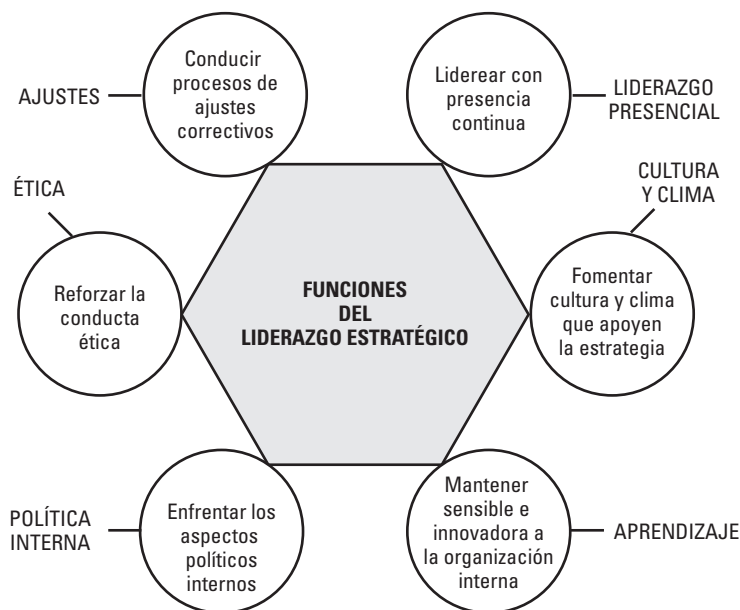 AJUSTES
Conducir
procesos de
ajustes
correctivos
Liderear con
presencia
continua
LIDERAZGO
PRESENCIAL
ÉTICA
Reforzar la
conducta
ética
FUNCIONES
DEL
LIDERAZGO ESTRATÉGICO
CULTURA
Y CLIMA
Fomentar
cultura y clima
que apoyen
la estrategia
POLÍTICA
INTERNA
Enfrentar los
aspectos
políticos
internos
Mantener
sensible e
innovadora a
la organización
interna
APRENDIZAJE